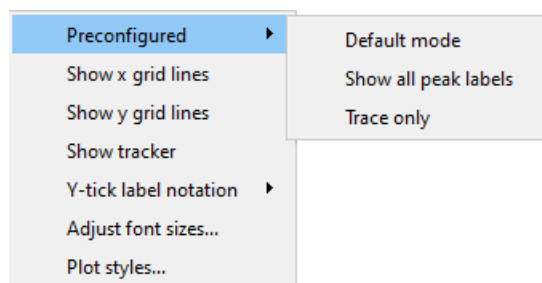 Preconfigured
Show x grid lines
Show y grid lines
Show tracker
Y-tick label notation
Adjust font sizes...
Plot styles...
Default mode
Show all peak labels
Trace only